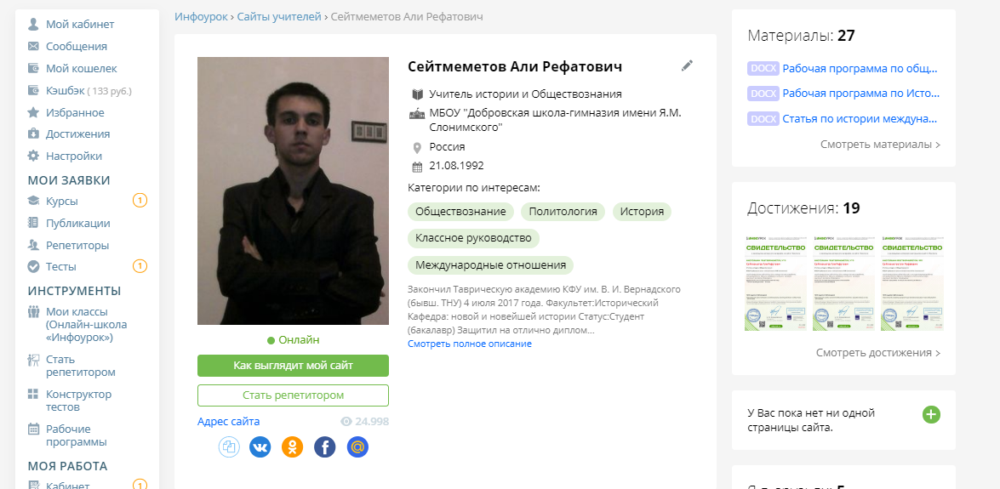 Мой кабинет
Сообщения
Мой кошелек
Кэшбэк ( 133 руб.)
Избранное
Достижения
Настройки
МОИ ЗАЯВКИ
Курсы 1
Публикации
Репетиторы
Тесты 1
ИНСТРУМЕНТЫ
Мои классы
(Онлайн-школа
«Инфоурок»)
Стать
репетитором
Конструктор
тестов
Рабочие
программы
МОЯ РАБОТА
Кабинет 1
Инфоурок › Сайты учителей › Сейтмеметов Али Рефатович
Онлайн
Как выглядит мой сайт
Стать репетитором
Адрес сайта 24.998
Сейтмеметов Али Рефатович
Учитель истории и Обществознания
МБОУ "Добровская школа-гимназия имени Я.М.
Слонимского"
Россия
21.08.1992
Категории по интересам:
Обществознание Политология История
Классное руководство
Международные отношения
Закончил Таврическую академию КФУ им. В. И. Вернадского
(бывш. ТНУ) 4 июля 2017 года. Факультет:Исторический
Кафедра: новой и новейшей истории Статус:Студент
(бакалавр) Защитил на отлично диплом...
Смотреть полное описание
Материалы: 27
DOCX Рабочая программа по общ...
DOCX Рабочая программа по Исто...
DOCX Статья по истории междуна...
Смотреть материалы ›
Достижения: 19
СВИДЕТЕЛЬСТВО СВИДЕТЕЛЬСТВО СВИДЕТЕЛЬСТВО
Смотреть достижения ›
У Вас пока нет ни одной
страницы сайта.